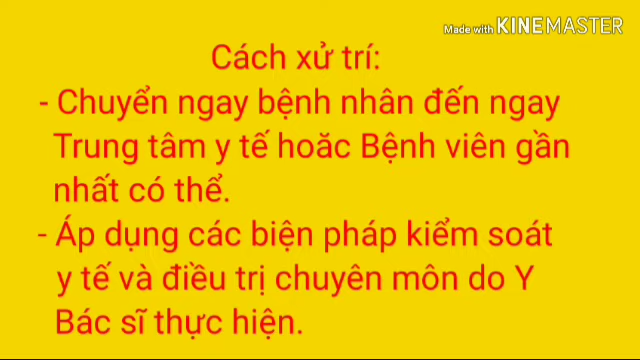 Made with KINEMASTER
Cách xử trí:
- Chuyển ngay bệnh nhân đến ngay
Trung tâm y tế hoăc Bệnh viên gần
nhất có thể.
- Áp dụng các biện pháp kiểm soát
y tế và điều trị chuyên môn do Y
Bác sĩ thực hiện.